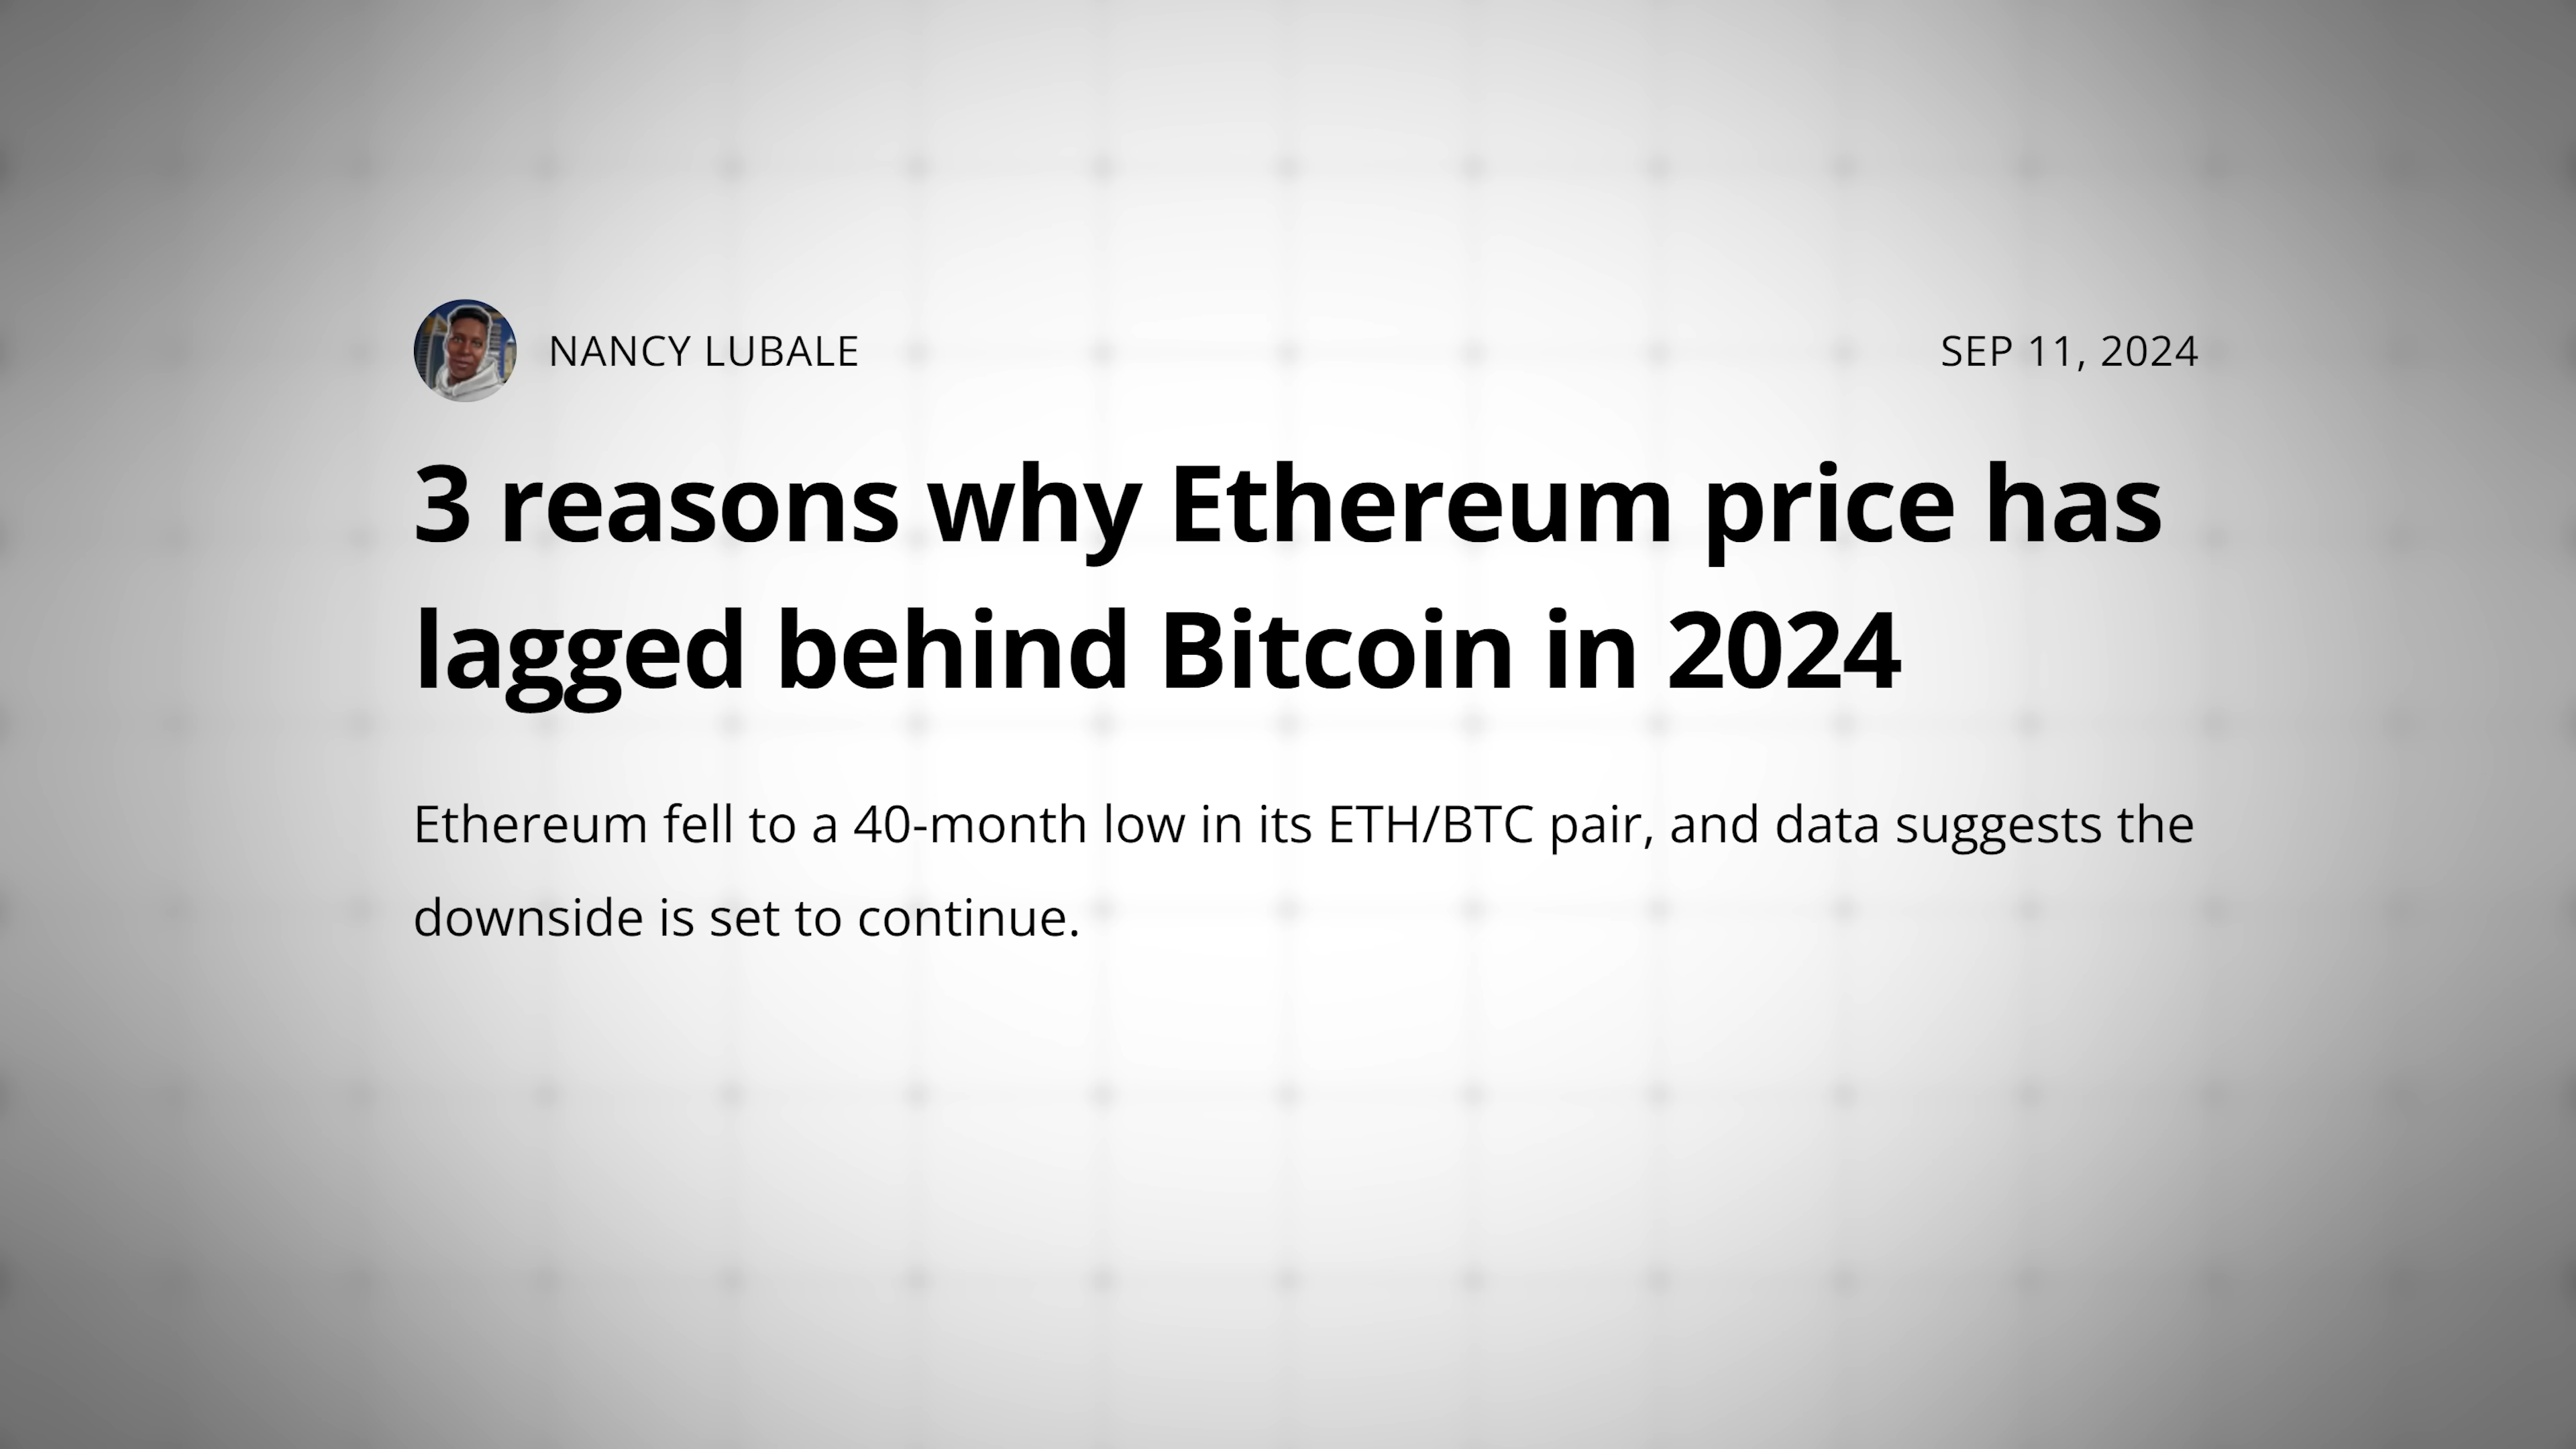 NANCY LUBALE
SEP 11, 2024
3 reasons why Ethereum price has
lagged behind Bitcoin in 2024
Ethereum fell to a 40-month low in its ETH/BTC pair, and data suggests the
downside is set to continue.